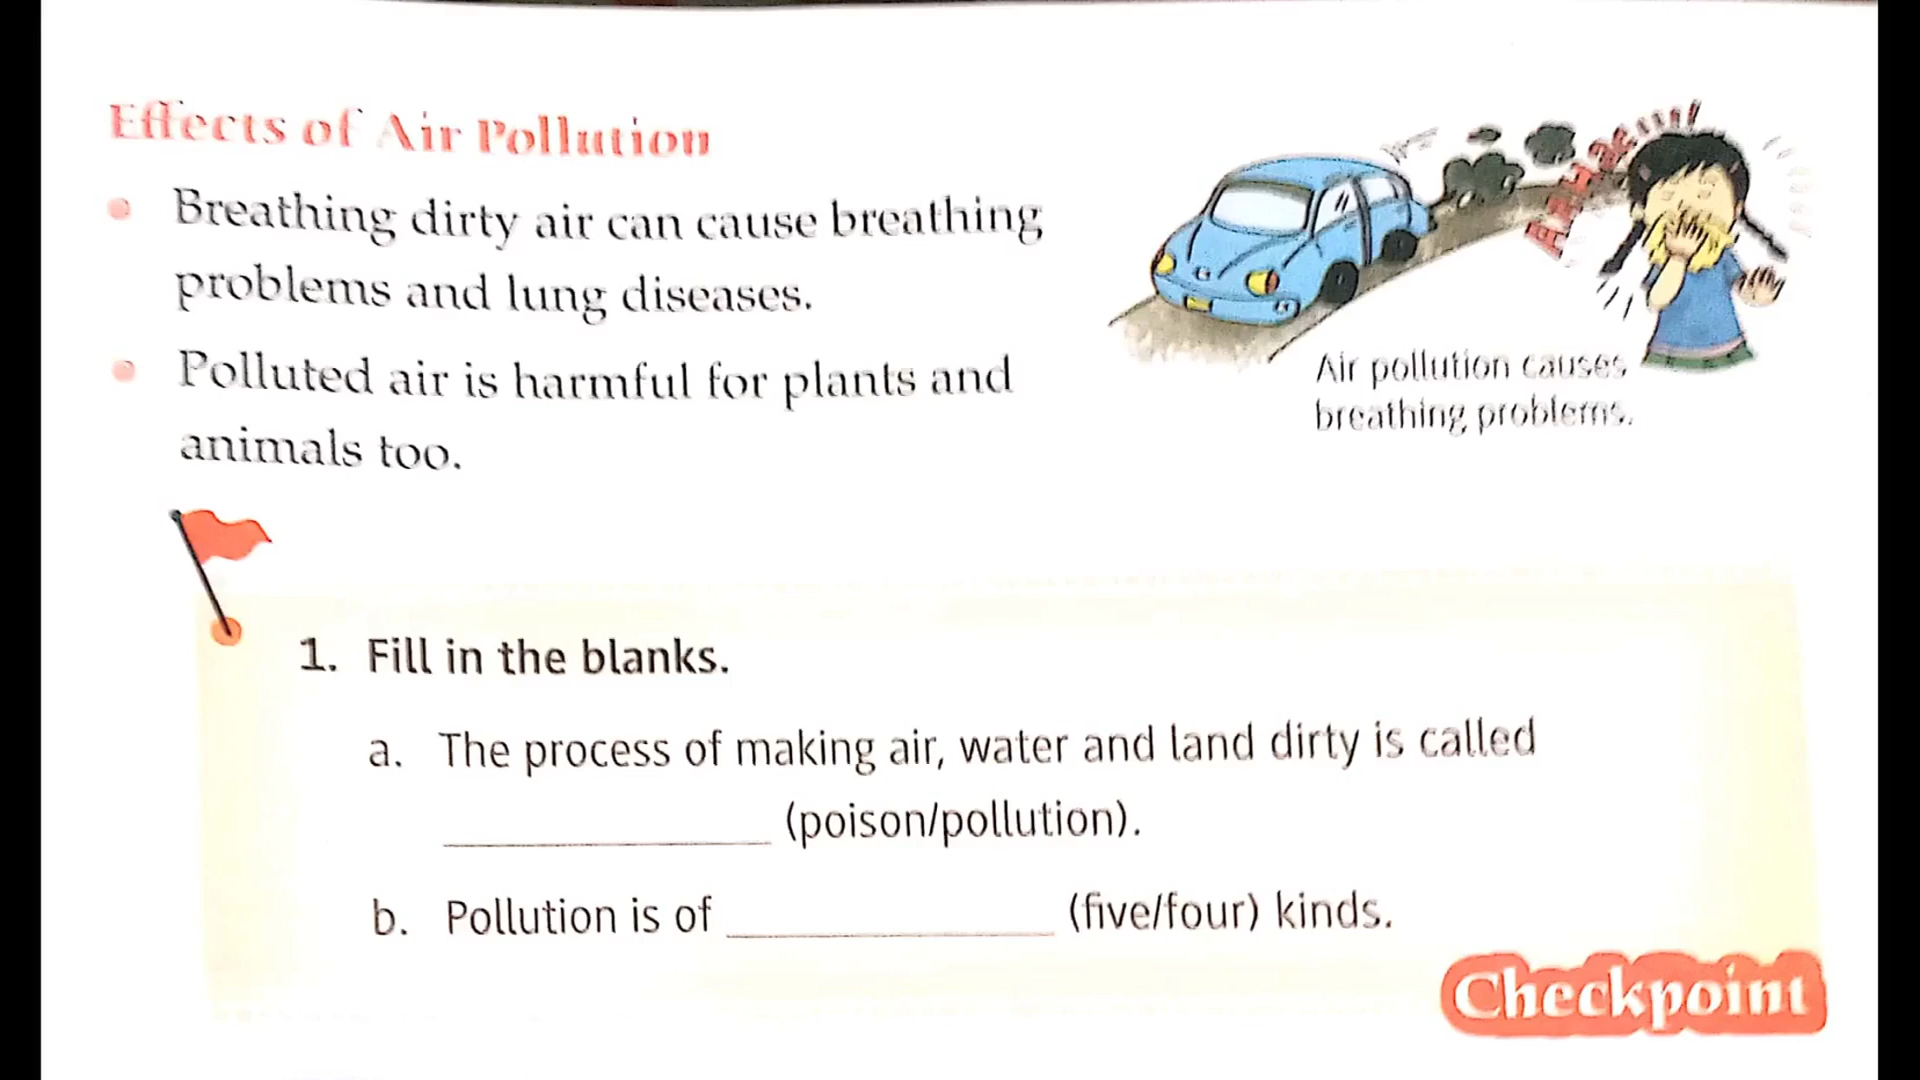 Effects of Air Pollution
Breathing dirty air can cause breathing
problems and lung diseases.
Polluted air is harmful for plants and
animals too.
Air pollution causes
breathing problems.
1. Fill in the blanks.
a. The process of making air, water and land dirty is called
____________ (poison/pollution).
b. Pollution is of ____________ (five/four) kinds.
Checkpoint